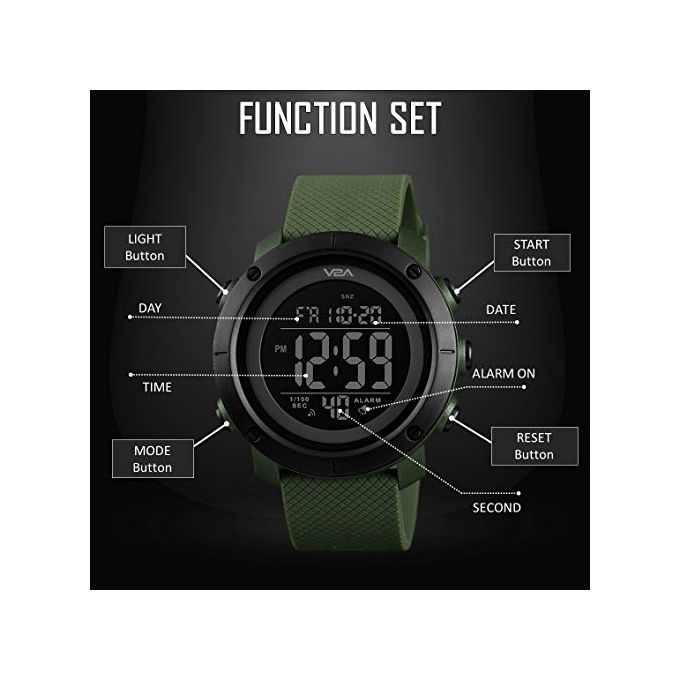 FUNCTION SET
LIGHT
Button
START
Button
V2A
SNZ
DAY
FA 10-20
DATE
PM 12:59
ALARM ON
TIME
1/100
SEC
40
ALARM
MODE
Button
RESET
Button
SECOND